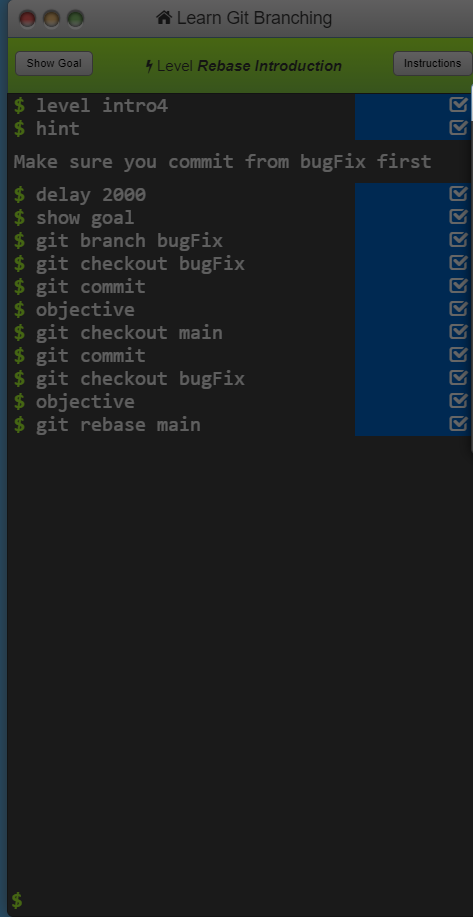 Learn Git Branching
Show Goal
Level Rebase Introduction
Instructions
$ level intro4
$ hint
Make sure you commit from bugFix first
$ delay 2000
$ show goal
$ git branch bugFix
$ git checkout bugFix
$ git commit
$ objective
$ git checkout main
$ git commit
$ git checkout bugFix
$ objective
$ git rebase main
$